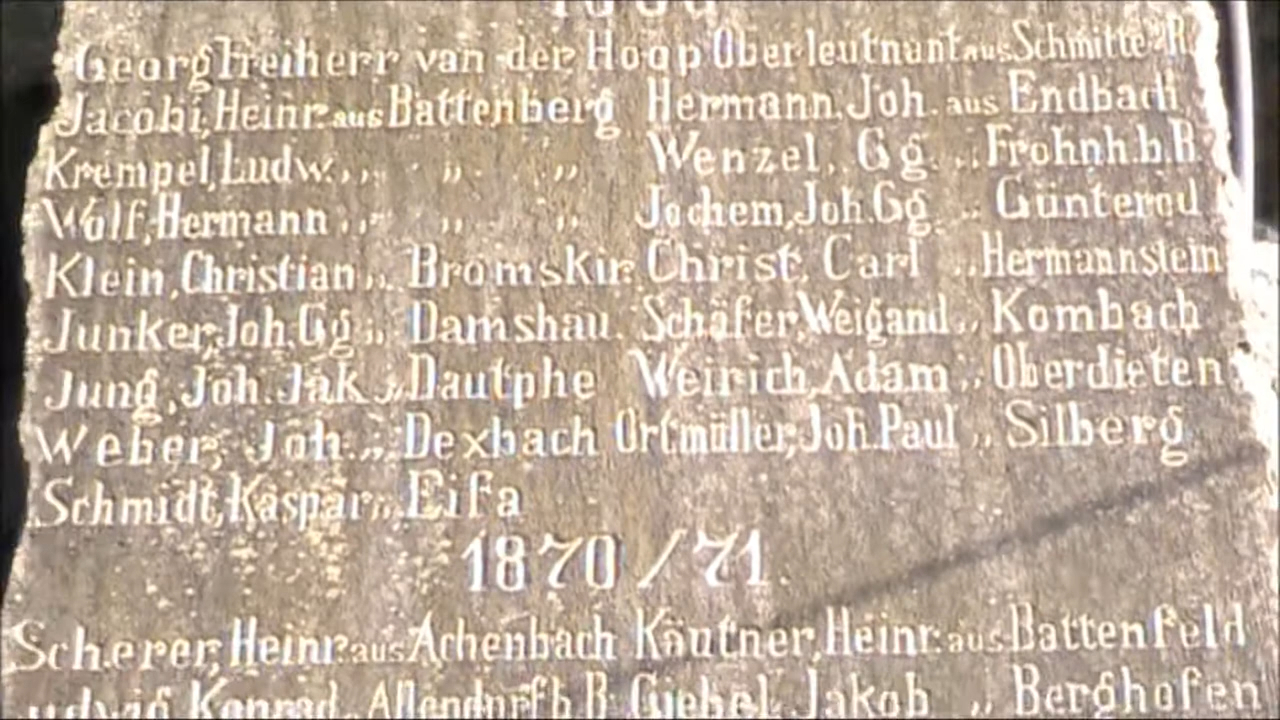 Georg Freiherr van der Hoop Oberleutnant aus Schmitte
Jacobi, Heinr. aus Battenberg Hermann, Joh. aus Endbach
Krempel, Ludw. „ „ „ Wenzel, Gg. „ Frohnh.b.B.
Wolf, Hermann „ „ „ Jochem, Joh.Gg. „ Günterod
Klein, Christian „ Bromskir. Christ, Carl „ Hermannstein
Junker, Joh.Gg „ Damshau. Schäfer, Weigand „ Kombach
Jung, Joh. Jak „ Dautphe Weirich, Adam „ Oberdieten
Weber, Joh. „ Dexbach Ortmüller, Joh.Paul „ Silberg
Schmidt, Kaspar „ Eifa
1870/71.
Scherer, Heinr. aus Achenbach Käutner, Heinr. aus Battenfeld
Konrad „ Allendorf b.B. Giebel, Jakob „ Berghofen